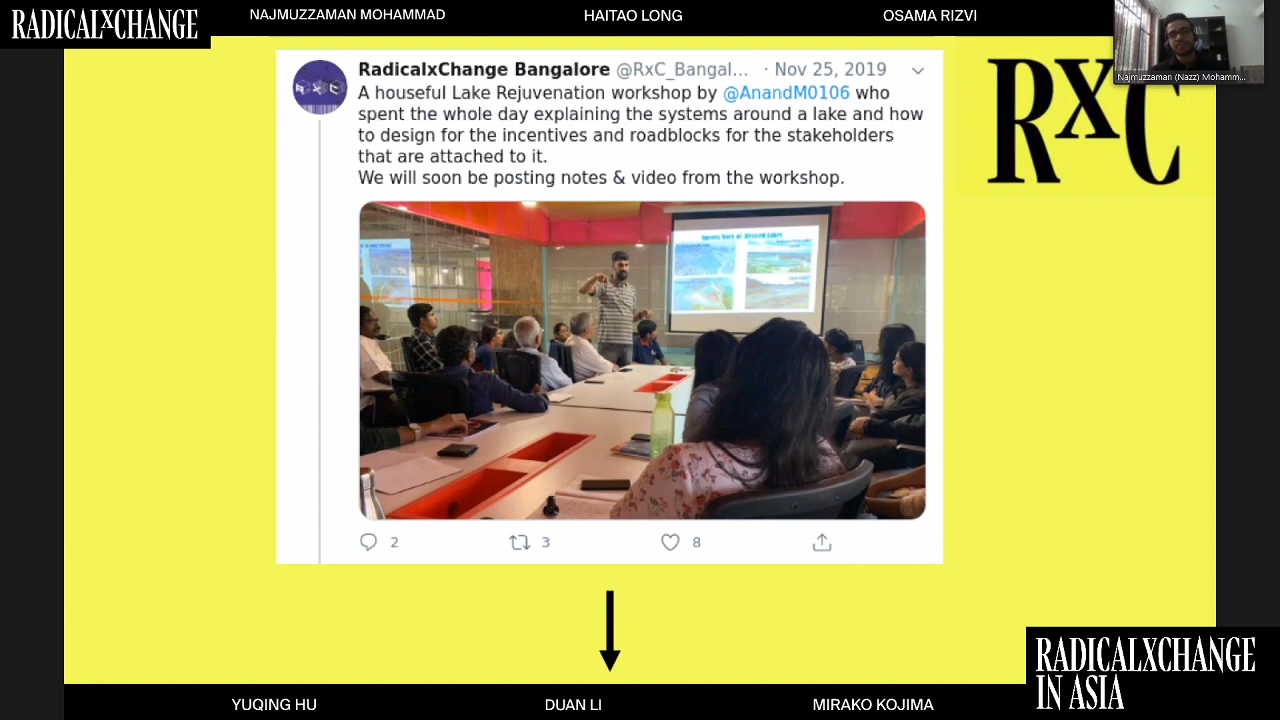 RADICALXCHANGE
NAJMUZZAMAN MOHAMMAD
HAITAO LONG
OSAMA RIZVI
Najmuzzaman (Nazz) Mohamm...
RXC
RadicalxChange Bangalore @RxC_Bangal... · Nov 25, 2019
A houseful Lake Rejuvenation workshop by @AnandM0106 who
spent the whole day explaining the systems around a lake and how
to design for the incentives and roadblocks for the stakeholders
that are attached to it.
We will soon be posting notes & video from the workshop.
2
3
8
YUQING HU
DUAN LI
MIRAKO KOJIMA
RADICALXCHANGE
IN ASIA